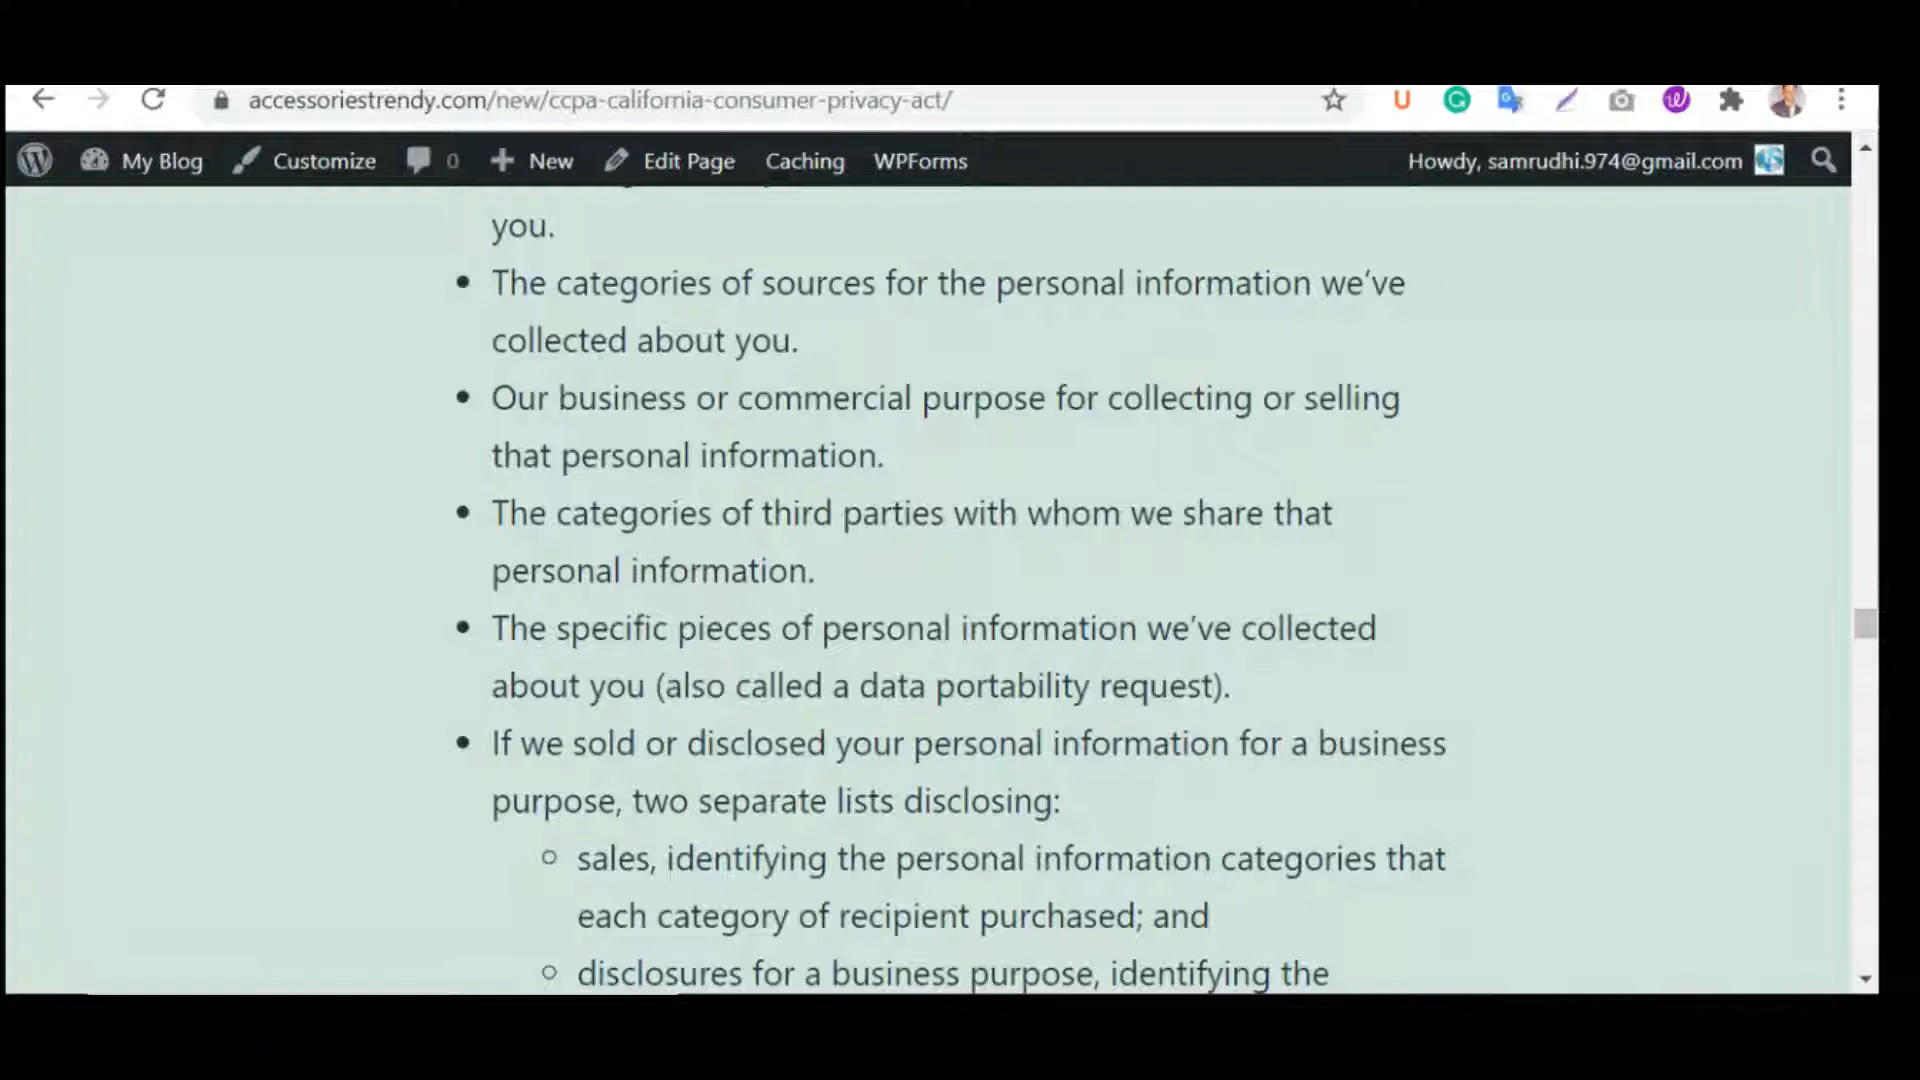 accessoriestrendy.com/new/ccpa-california-consumer-privacy-act/
My Blog Customize 0 New Edit Page Caching WPForms Howdy, samrudhi.974@gmail.com
you.
The categories of sources for the personal information we've
collected about you.
Our business or commercial purpose for collecting or selling
that personal information.
The categories of third parties with whom we share that
personal information.
The specific pieces of personal information we've collected
about you (also called a data portability request).
If we sold or disclosed your personal information for a business
purpose, two separate lists disclosing:
sales, identifying the personal information categories that
each category of recipient purchased; and
disclosures for a business purpose, identifying the